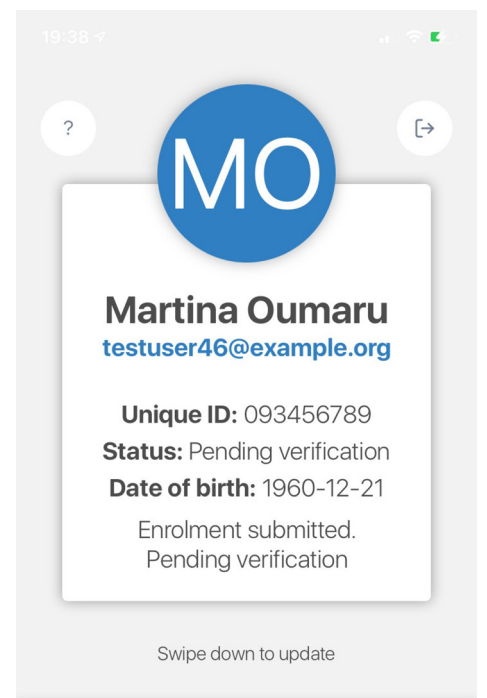 19:38
?
MO
Martina Oumaru
testuser46@example.org
Unique ID: 093456789
Status: Pending verification
Date of birth: 1960-12-21
Enrolment submitted.
Pending verification
Swipe down to update